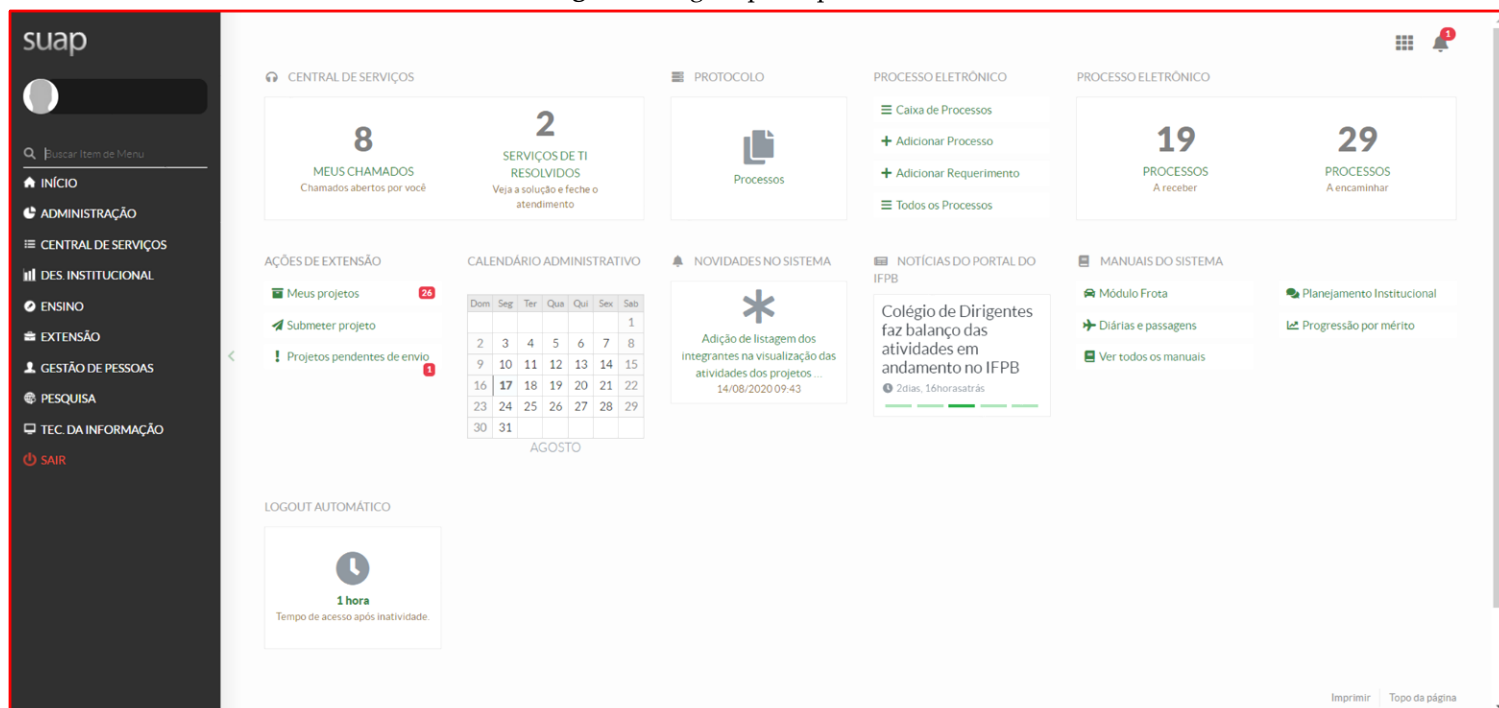 suap
1
Buscar Item de Menu
INÍCIO
ADMINISTRAÇÃO
CENTRAL DE SERVIÇOS
DES. INSTITUCIONAL
ENSINO
EXTENSÃO
GESTÃO DE PESSOAS
PESQUISA
TEC. DA INFORMAÇÃO
SAIR
CENTRAL DE SERVIÇOS
8
MEUS CHAMADOS
Chamados abertos por você
2
SERVIÇOS DE TI
RESOLVIDOS
Veja a solução e feche o
atendimento
PROTOCOLO
Processos
PROCESSO ELETRÔNICO
Caixa de Processos
Adicionar Processo
Adicionar Requerimento
Todos os Processos
PROCESSO ELETRÔNICO
19
PROCESSOS
A receber
29
PROCESSOS
A encaminhar
AÇÕES DE EXTENSÃO
Meus projetos 26
Submeter projeto
Projetos pendentes de envio
1
CALENDÁRIO ADMINISTRATIVO
Dom Seg Ter Qua Qui Sex Sab
1
2 3 4 5 6 7 8
9 10 11 12 13 14 15
16 17 18 19 20 21 22
23 24 25 26 27 28 29
30 31
AGOSTO
NOVIDADES NO SISTEMA
Adição de listagem dos
integrantes na visualização das
atividades dos projetos ...
14/08/2020 09:43
NOTÍCIAS DO PORTAL DO
IFPB
Colégio de Dirigentes
faz balanço das
atividades em
andamento no IFPB
2dias, 16horasatrás
MANUAIS DO SISTEMA
Módulo Frota
Diárias e passagens
Ver todos os manuais
Planejamento Institucional
Progressão por mérito
LOGOUT AUTOMÁTICO
1 hora
Tempo de acesso após inatividade.
Imprimir Topo da página